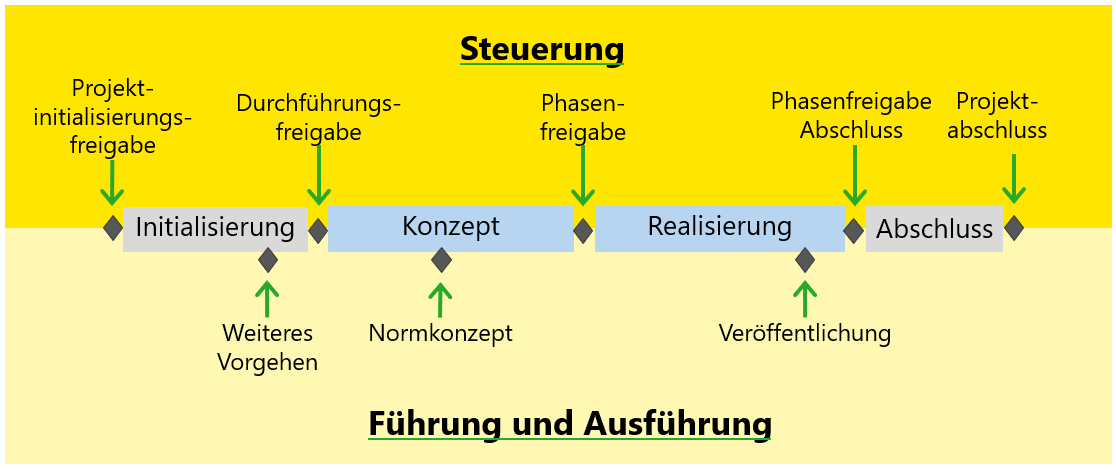 Steuerung
Projekt-
initialisierungs-
freigabe
Durchführungs-
freigabe
Phasen-
freigabe
Phasenfreigabe
Abschluss
Projekt-
abschluss
Initialisierung
Konzept
Realisierung
Abschluss
Weiteres
Vorgehen
Normkonzept
Veröffentlichung
Führung und Ausführung